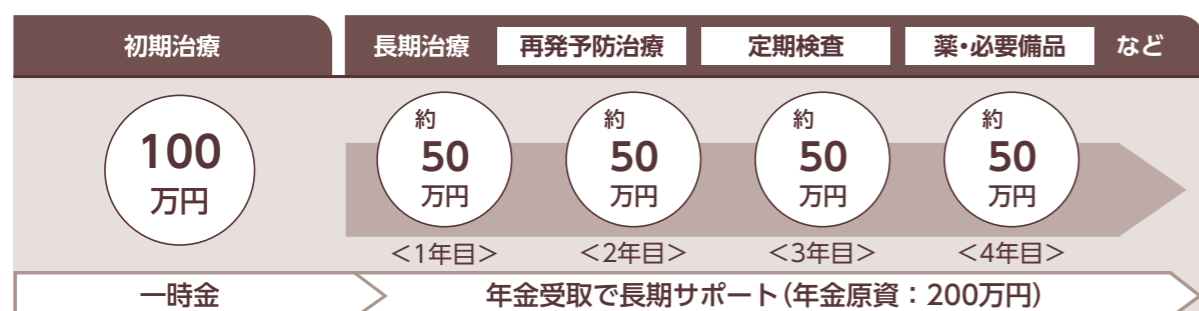 初期治療
長期治療 再発予防治療 定期検査 薬・必要備品 など
100
万円
約
50
万円
約
50
万円
約
50
万円
約
50
万円
＜1年目＞ ＜2年目＞ ＜3年目＞ ＜4年目＞
一時金
年金受取で長期サポート（年金原資：200万円）